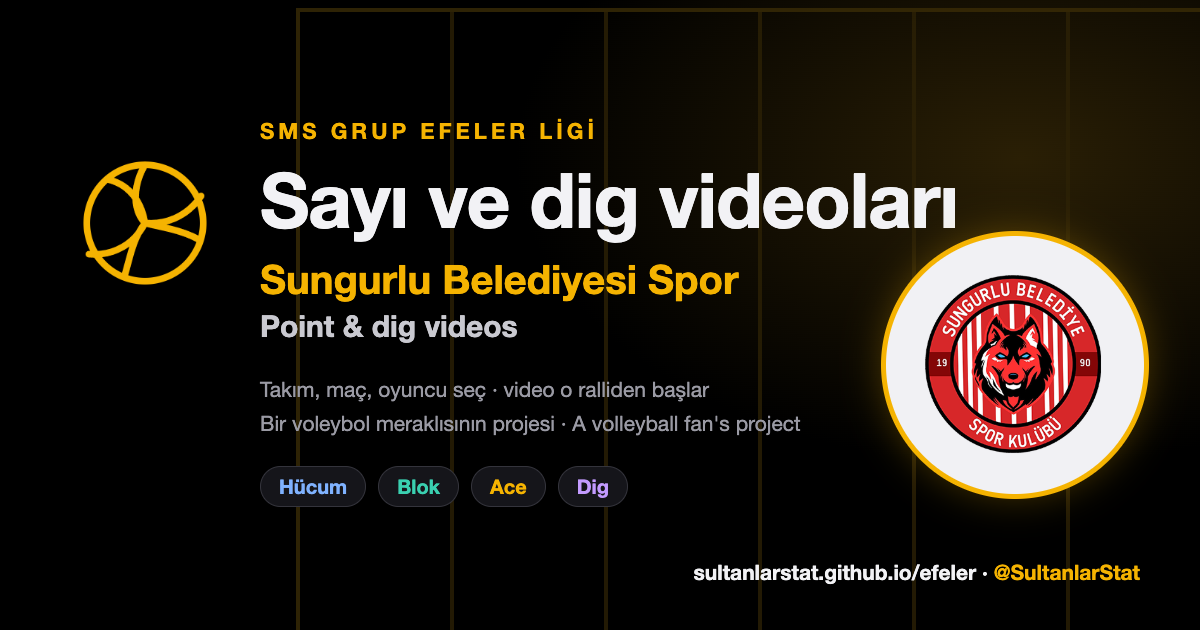 SMS GRUP EFELER LİGİ
Sayı ve dig videoları
Sungurlu Belediyesi Spor
Point & dig videos
Takım, maç, oyuncu seç · video o ralliden başlar
Bir voleybol meraklısının projesi · A volleyball fan's project
Hücum Blok Ace Dig
SUNGURLU BELEDİYE
19 90
SPOR KULÜBÜ
sultanlarstat.github.io/efeler · @SultanlarStat